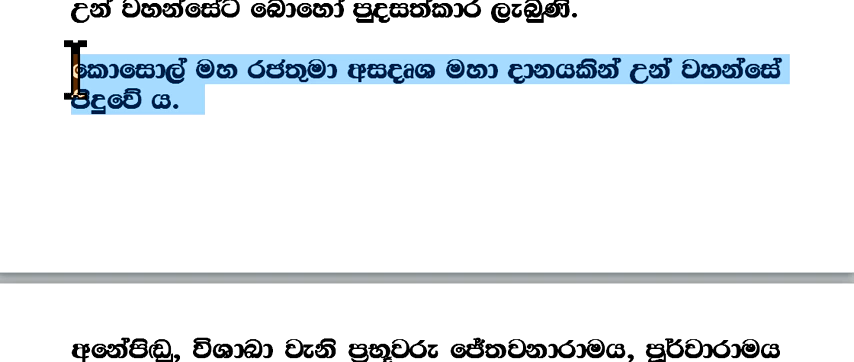 උන් වහන්සේට බොහෝ පුදසත්කාර ලැබුණි.
කොසොල් මහ රජතුමා අසදෘශ මහා දානයකින් උන් වහන්සේ
පිදුවේ ය.
අනේපිඬු, විශාඛා වැනි ප්‍රභූවරු ජේතවනාරාමය, පූර්වාරාමය